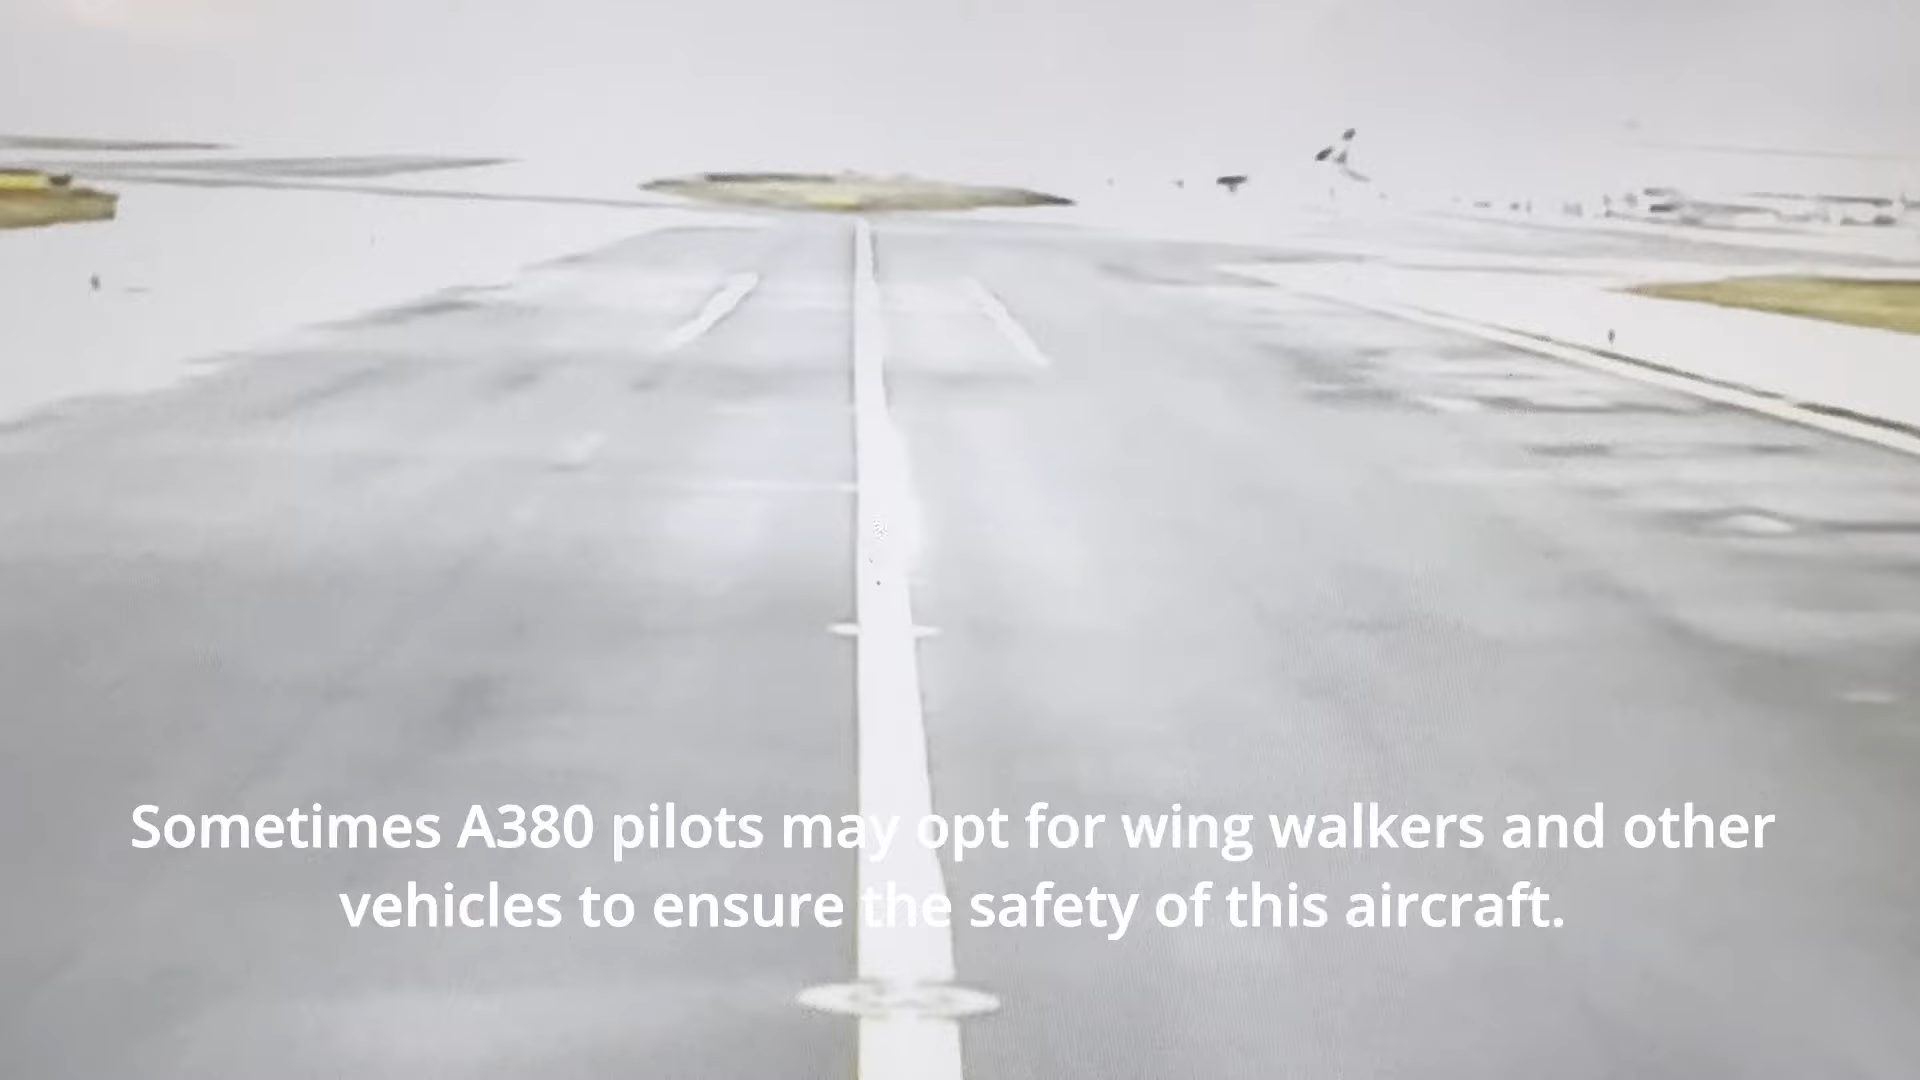 Sometimes A380 pilots may opt for wing walkers and other
vehicles to ensure the safety of this aircraft.